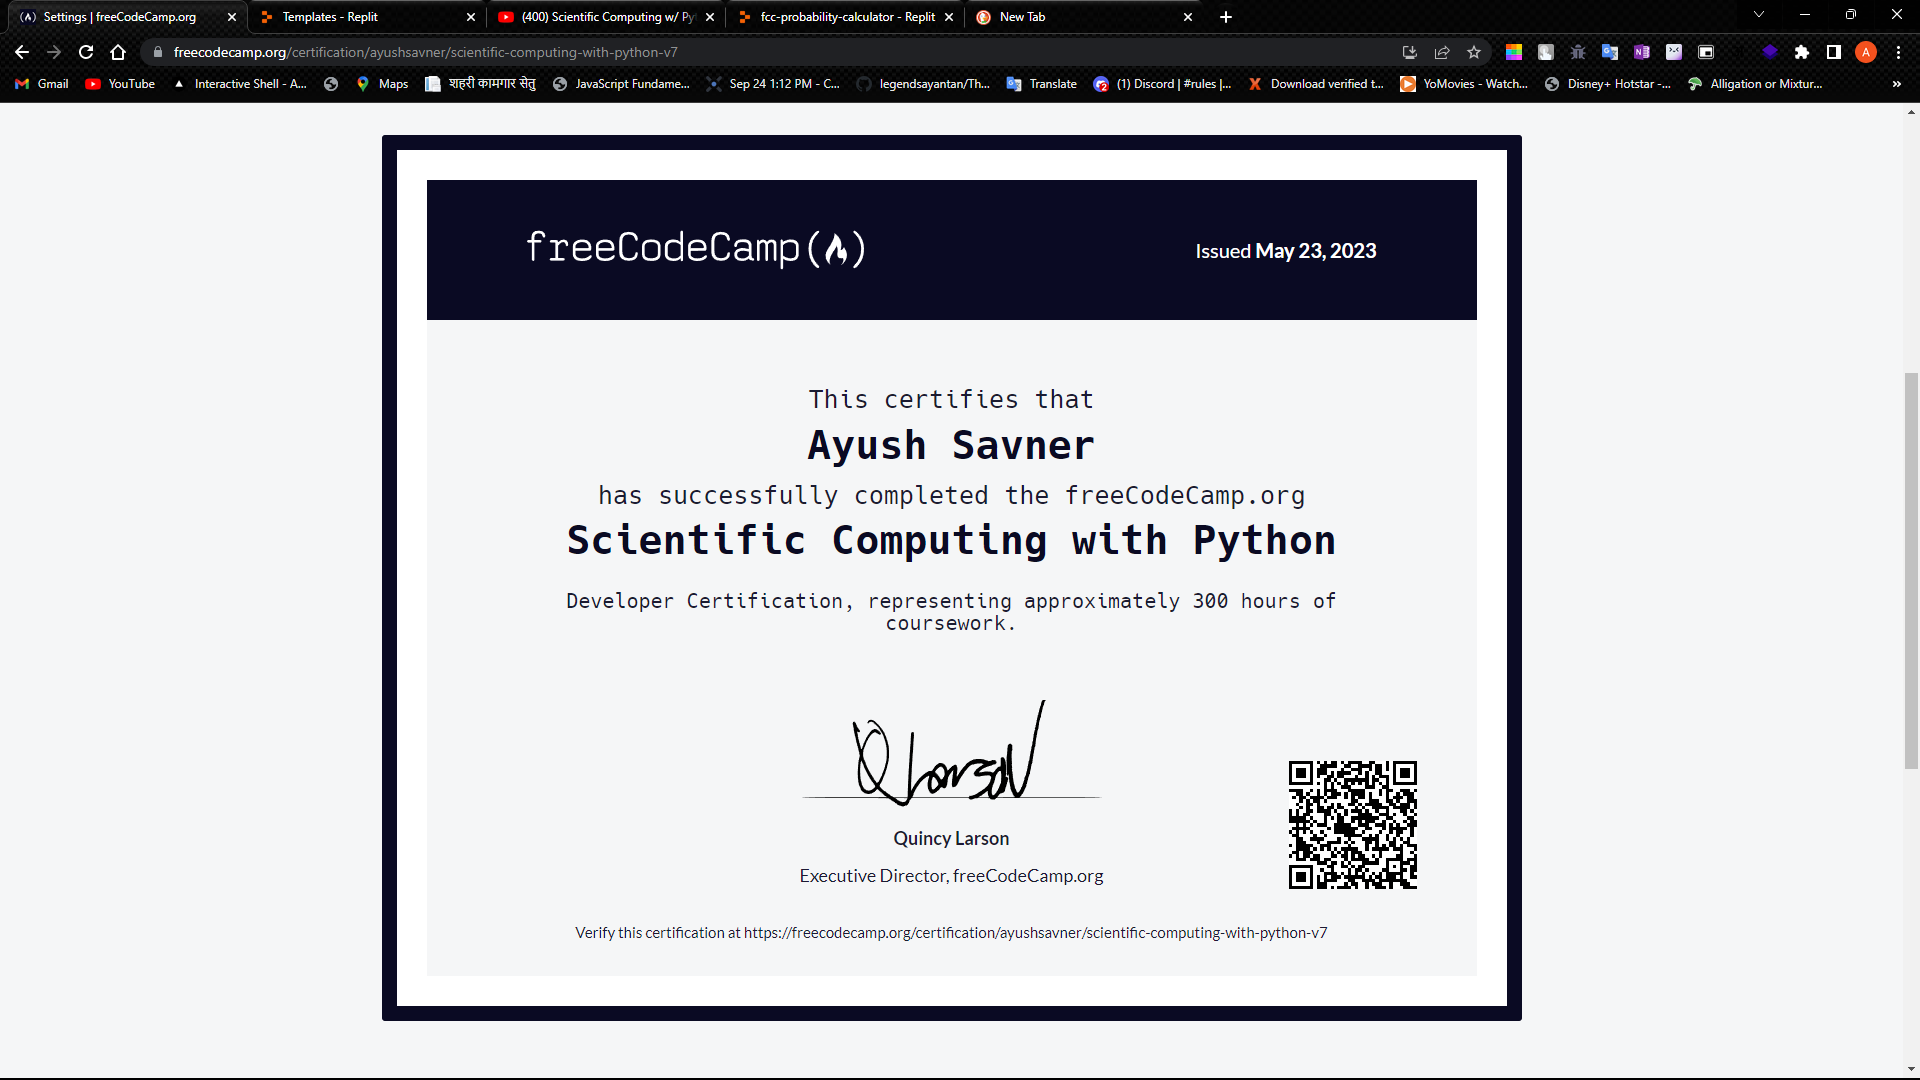 Settings | freeCodeCamp.org
Templates - Replit
(400) Scientific Computing w/ Py
fcc-probability-calculator - Replit
New Tab
freecodecamp.org/certification/ayushsavner/scientific-computing-with-python-v7
Gmail
YouTube
Interactive Shell - A...
Maps
शहरी कामगार सेतु
JavaScript Fundame...
Sep 24 1:12 PM - C...
legendsayantan/Th...
Translate
(1) Discord | #rules |...
Download verified t...
YoMovies - Watch...
Disney+ Hotstar -...
Alligation or Mixtur...
freeCodeCamp
Issued May 23, 2023
This certifies that
Ayush Savner
has successfully completed the freeCodeCamp.org
Scientific Computing with Python
Developer Certification, representing approximately 300 hours of
coursework.
Q Larson
Quincy Larson
Executive Director, freeCodeCamp.org
Verify this certification at https://freecodecamp.org/certification/ayushsavner/scientific-computing-with-python-v7